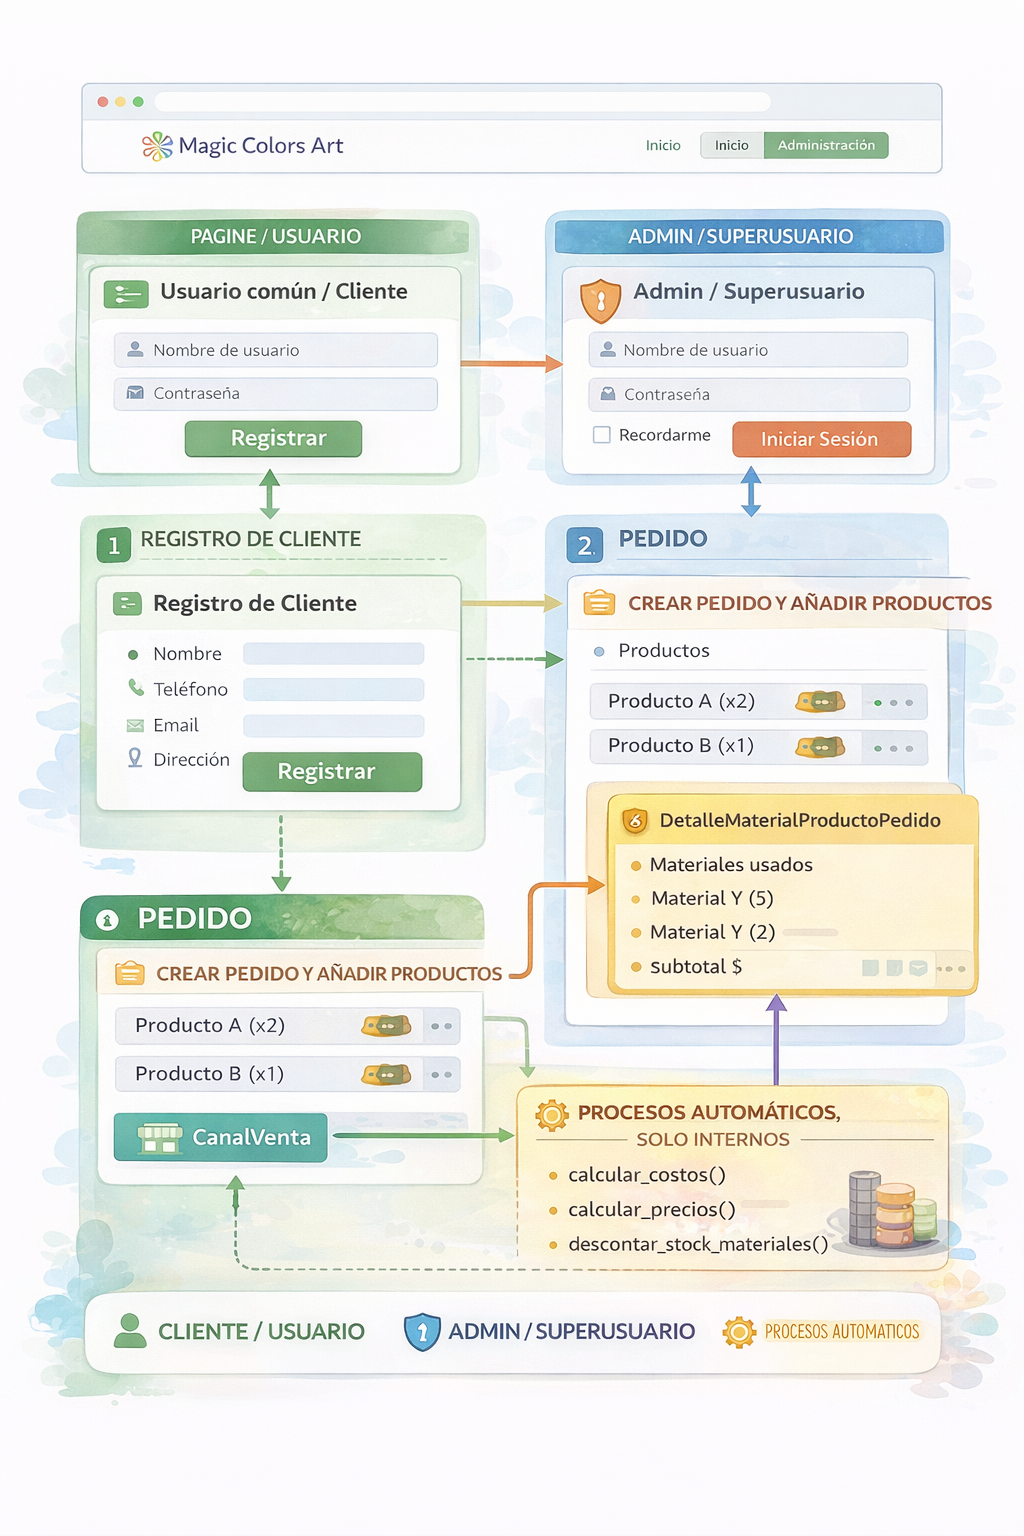 Magic Colors Art
Inicio
Inicio
Administración
PAGINE / USUARIO
Usuario común / Cliente
Nombre de usuario
Contraseña
Registrar
ADMIN / SUPERUSUARIO
Admin / Superusuario
Nombre de usuario
Contraseña
Recordarme
Iniciar Sesión
1 REGISTRO DE CLIENTE
Registro de Cliente
Nombre
Teléfono
Email
Dirección
Registrar
2. PEDIDO
CREAR PEDIDO Y AÑADIR PRODUCTOS
Productos
Producto A (x2)
Producto B (x1)
DetalleMaterialProductoPedido
Materiales usados
Material Y (5)
Material Y (2)
subtotal $
PEDIDO
CREAR PEDIDO Y AÑADIR PRODUCTOS
Producto A (x2)
Producto B (x1)
CanalVenta
PROCESOS AUTOMÁTICOS,
SOLO INTERNOS
calcular_costos()
calcular_precios()
descontar_stock_materiales()
CLIENTE / USUARIO
ADMIN / SUPERUSUARIO
PROCESOS AUTOMATICOS